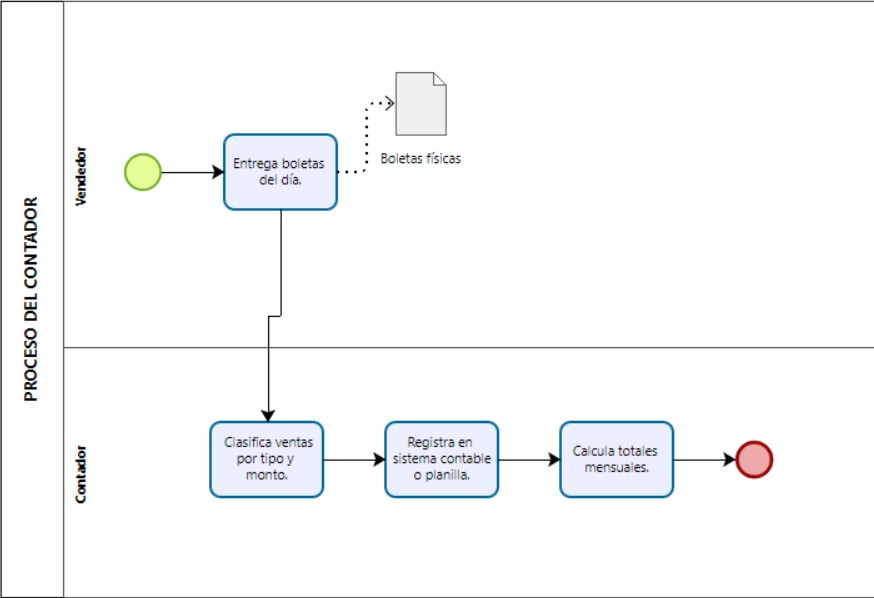 PROCESO DEL CONTADOR
Vendedor
Entrega boletas
del día.
Boletas físicas
Contador
Clasifica ventas
por tipo y
monto.
Registra en
sistema contable
o planilla.
Calcula totales
mensuales.